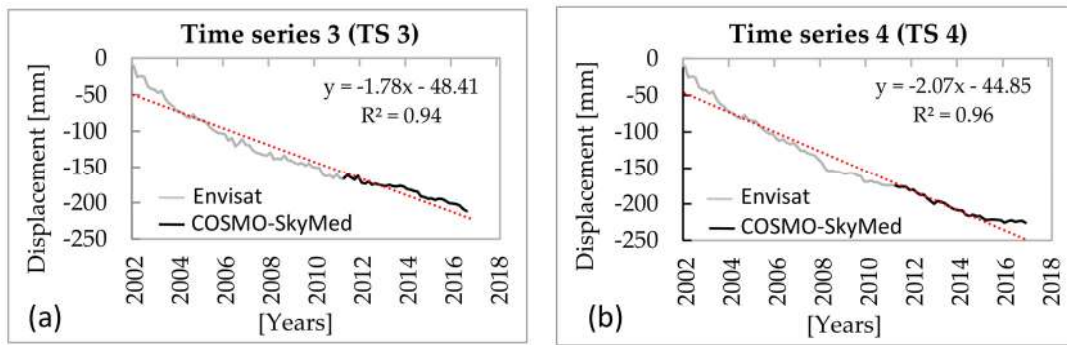 Time series 3 (TS 3)
y = -1.78x - 48.41
R² = 0.94
Displacement [mm]
0
-50
-100
-150
-200
-250
Envisat
COSMO-SkyMed
2002
2004
2006
2008
2010
2012
2014
2016
2018
[Years]
(a)
Time series 4 (TS 4)
y = -2.07x - 44.85
R² = 0.96
Displacement [mm]
0
-50
-100
-150
-200
-250
Envisat
COSMO-SkyMed
2002
2004
2006
2008
2010
2012
2014
2016
2018
[Years]
(b)